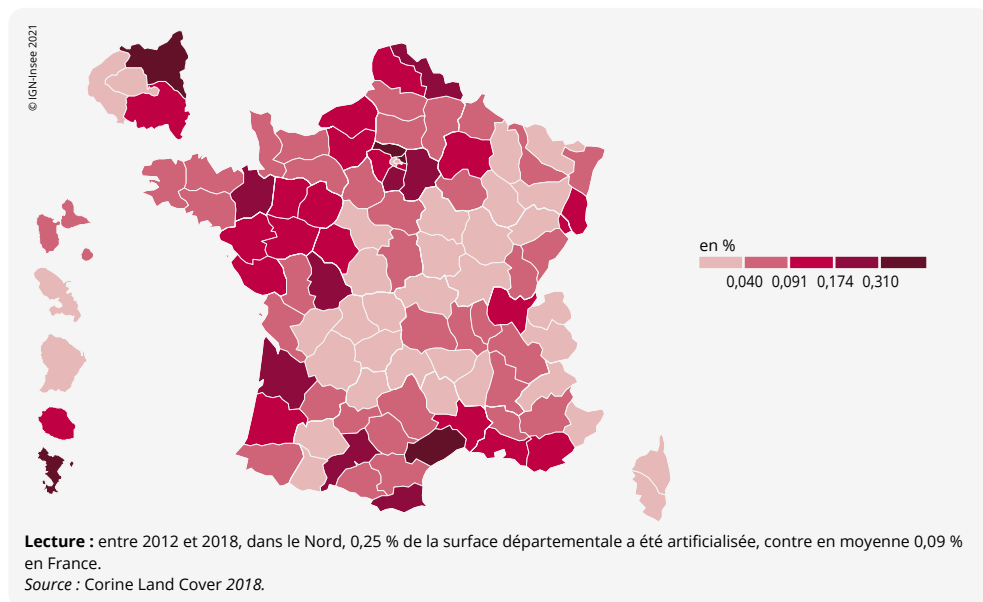 © IGN-Insee 2021
en %
0,040 0,091 0,174 0,310
Lecture : entre 2012 et 2018, dans le Nord, 0,25 % de la surface départementale a été artificialisée, contre en moyenne 0,09 %
en France.
Source : Corine Land Cover 2018.